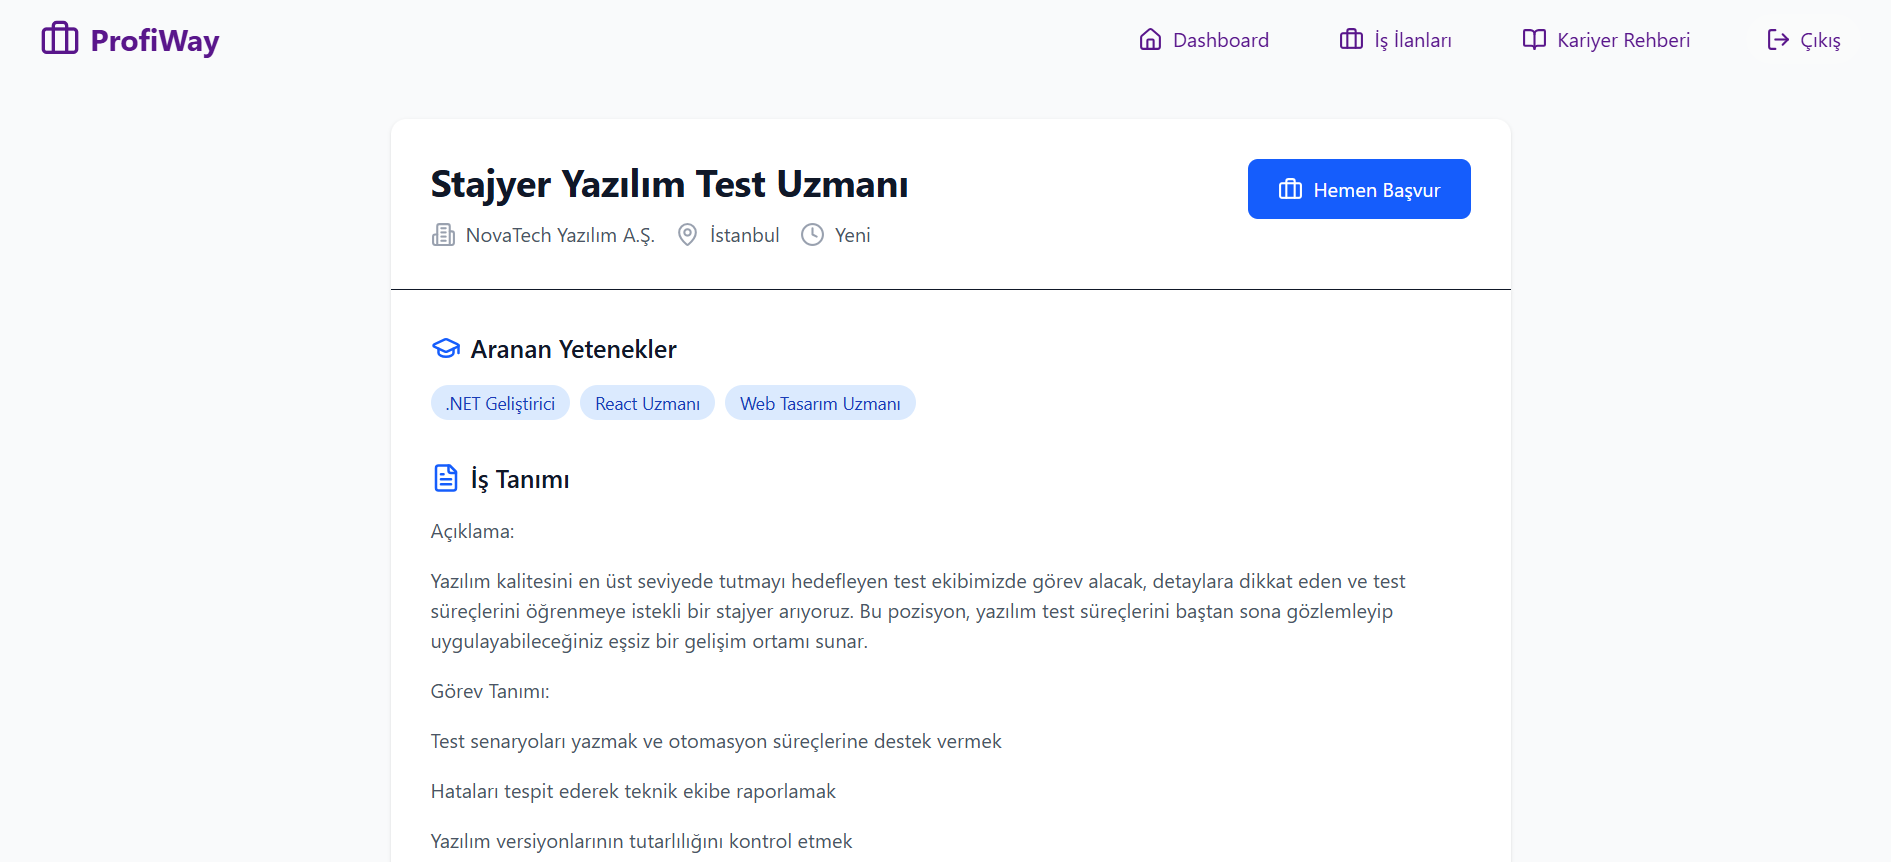 ProfiWay
Dashboard
İş İlanları
Kariyer Rehberi
Çıkış
Stajyer Yazılım Test Uzmanı
Hemen Başvur
NovaTech Yazılım A.Ş. İstanbul Yeni
Aranan Yetenekler
.NET Geliştirici React Uzmanı Web Tasarım Uzmanı
İş Tanımı
Açıklama:
Yazılım kalitesini en üst seviyede tutmayı hedefleyen test ekibimizde görev alacak, detaylara dikkat eden ve test
süreçlerini öğrenmeye istekli bir stajyer arıyoruz. Bu pozisyon, yazılım test süreçlerini baştan sona gözlemleyip
uygulayabileceğiniz eşsiz bir gelişim ortamı sunar.
Görev Tanımı:
Test senaryoları yazmak ve otomasyon süreçlerine destek vermek
Hataları tespit ederek teknik ekibe raporlamak
Yazılım versiyonlarının tutarlılığını kontrol etmek